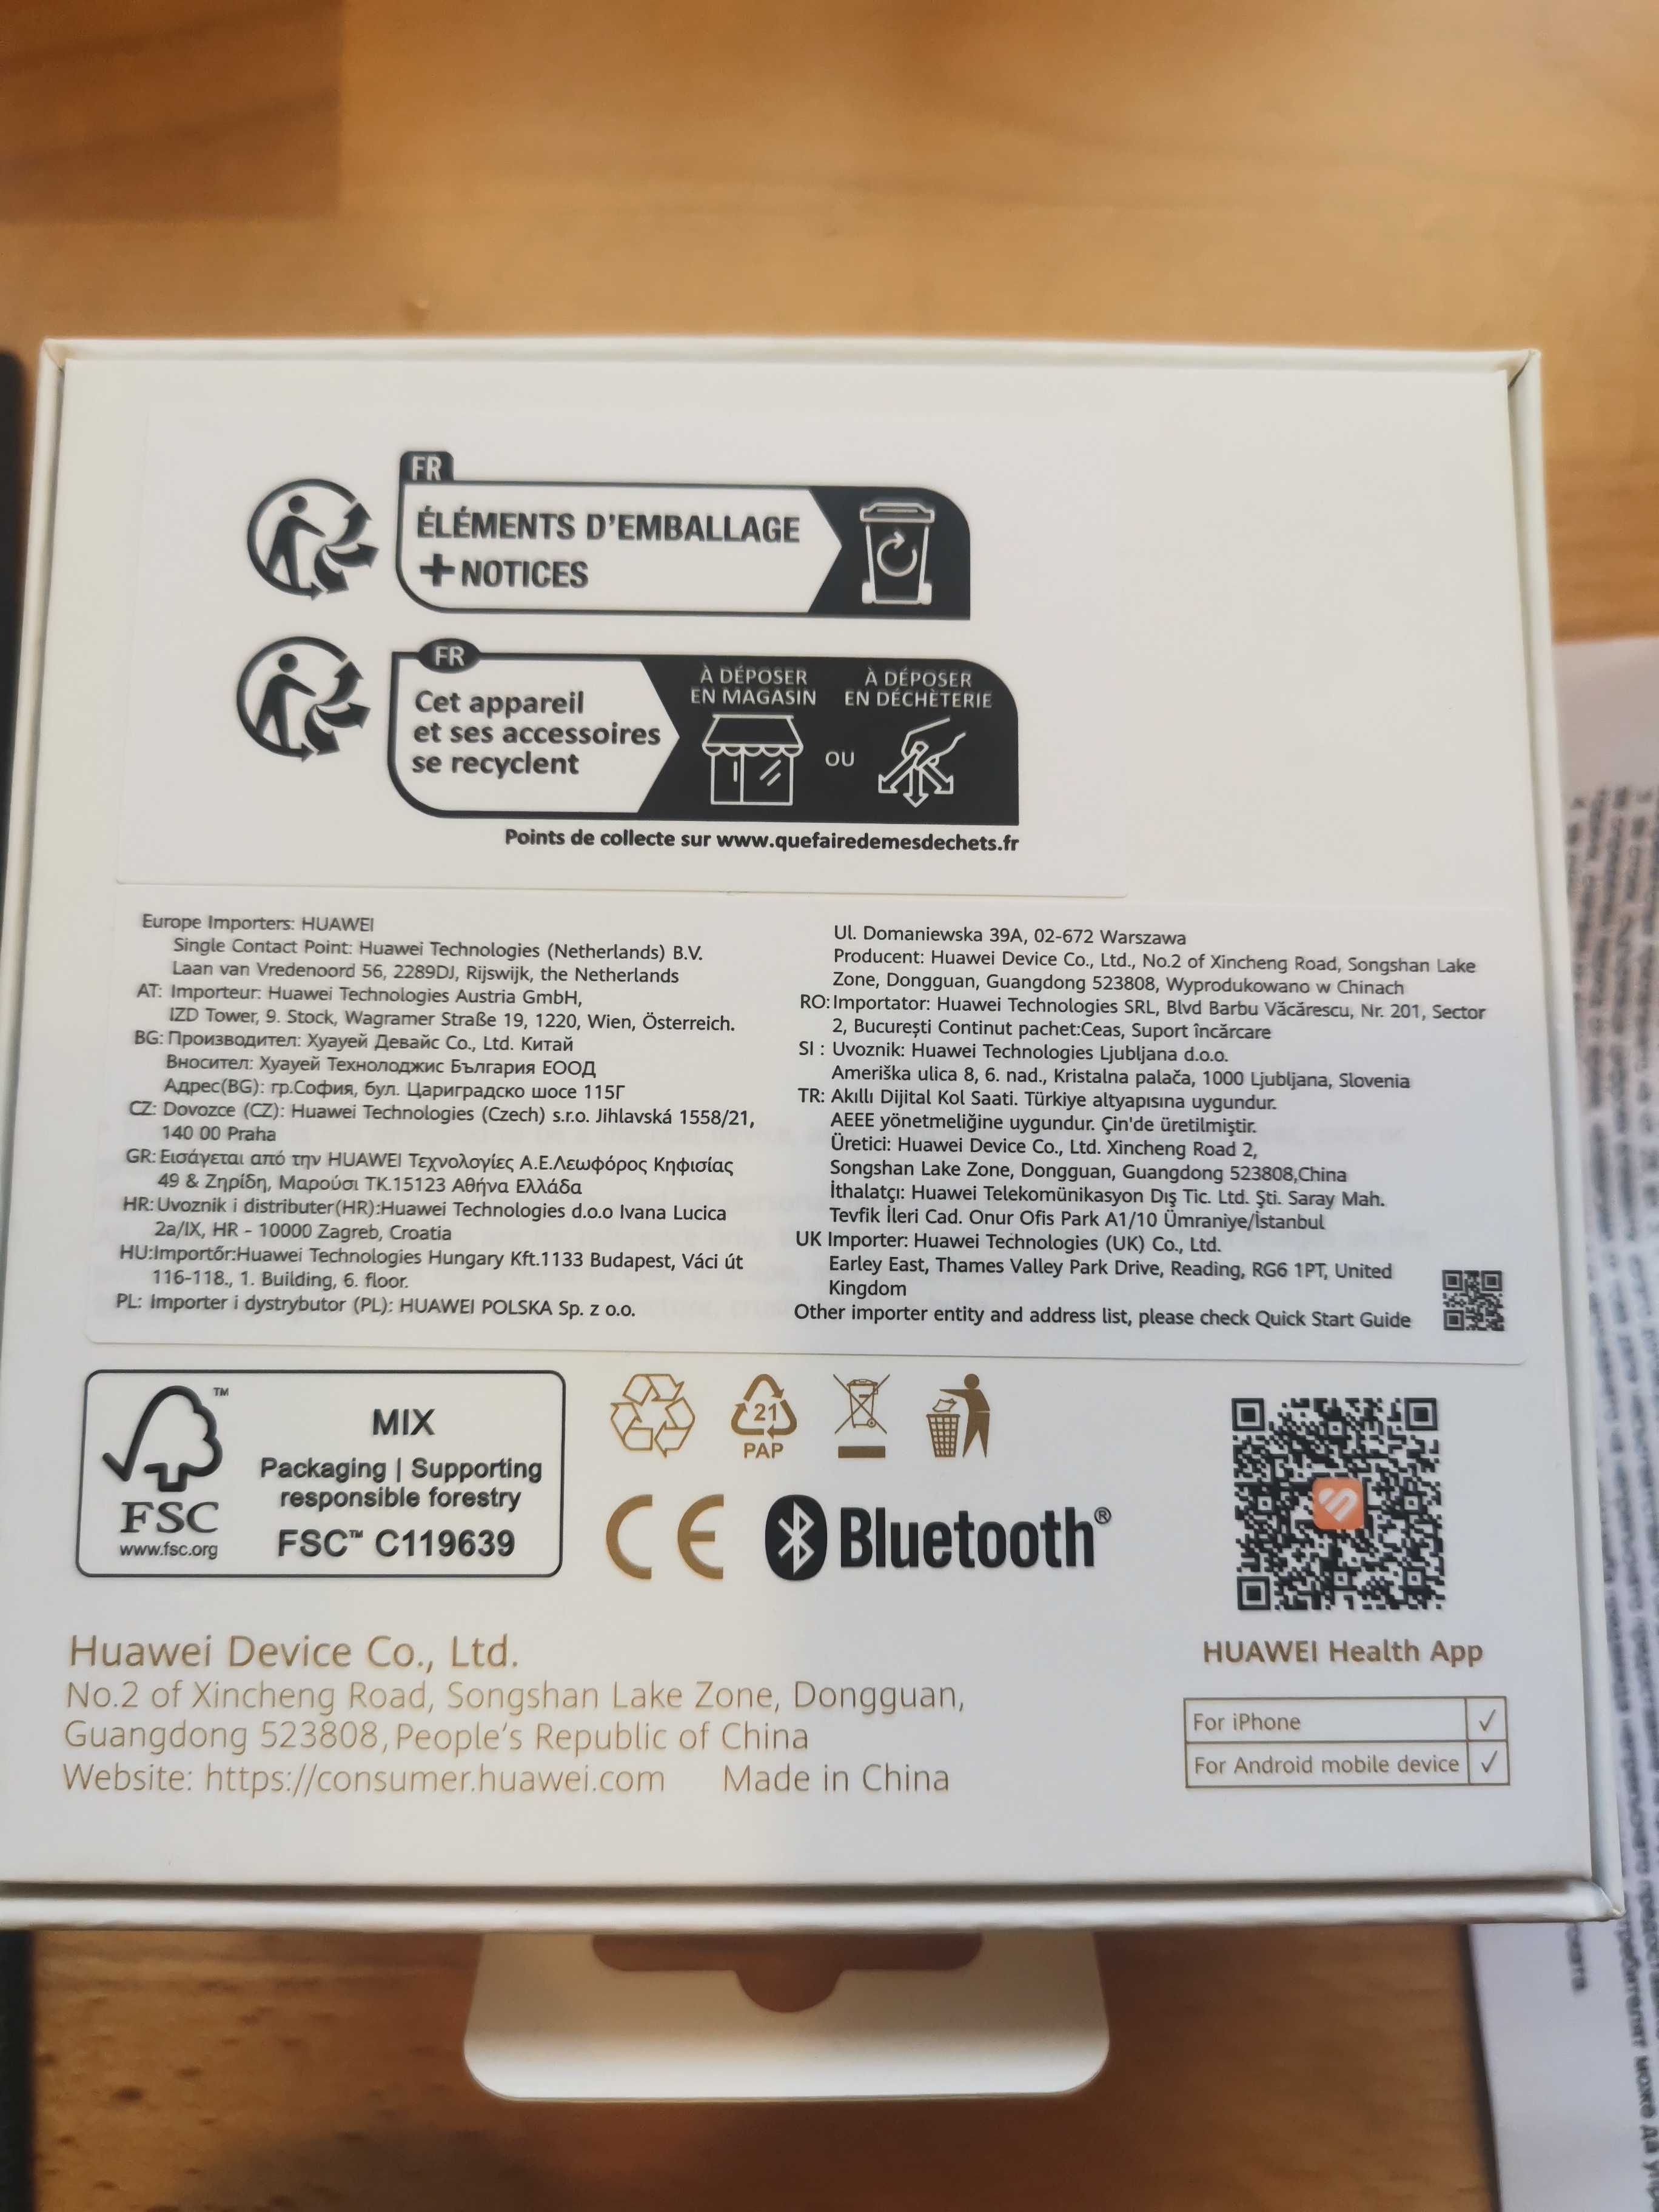 FR
ÉLÉMENTS D'EMBALLAGE
+ NOTICES
FR
Cet appareil
et ses accessoires
se recyclent
À DÉPOSER
EN MAGASIN
OU
À DÉPOSER
EN DÉCHÈTERIE
Points de collecte sur www.quefairedemesdechets.fr
Europe Importers: HUAWEI
Single Contact Point: Huawei Technologies (Netherlands) B.V.
Laan van Vredenoord 56, 2289DJ, Rijswijk, the Netherlands
AT: Importeur: Huawei Technologies Austria GmbH,
IZD Tower, 9. Stock, Wagramer Straße 19, 1220, Wien, Österreich.
BG: Производител: Хуауей Девайс Co., Ltd. Китай
Вносител: Хуауей Технолоджис България ЕООД
Адрес(BG): гр.София, бул. Цариградско шосе 115Г
CZ: Dovozce (CZ): Huawei Technologies (Czech) s.r.o. Jihlavská 1558/21,
140 00 Praha
GR: Εισάγεται από την HUAWEI Τεχνολογίες Α.Ε.Λεωφόρος Κηφισίας
49 & Ζηρίδη, Μαρούσι ΤΚ.15123 Αθήνα Ελλάδα
HR: Uvoznik i distributer(HR):Huawei Technologies d.o.o Ivana Lucica
2a/IX, HR - 10000 Zagreb, Croatia
HU:Importőr:Huawei Technologies Hungary Kft.1133 Budapest, Váci út
116-118., 1. Building, 6. floor.
PL: Importer i dystrybutor (PL): HUAWEI POLSKA Sp. z o.o.
Ul. Domaniewska 39A, 02-672 Warszawa
Producent: Huawei Device Co., Ltd., No.2 of Xincheng Road, Songshan Lake
Zone, Dongguan, Guangdong 523808, Wyprodukowano w Chinach
RO: Importator: Huawei Technologies SRL, Blvd Barbu Văcărescu, Nr. 201, Sector
2, București Continut pachet:Ceas, Suport încărcare
SI : Uvoznik: Huawei Technologies Ljubljana d.o.o.
Ameriška ulica 8, 6. nad., Kristalna palača, 1000 Ljubljana, Slovenia
TR: Akıllı Dijital Kol Saati. Türkiye altyapısına uygundur.
AEEE yönetmeliğine uygundur. Çin'de üretilmiştir.
Üretici: Huawei Device Co., Ltd. Xincheng Road 2,
Songshan Lake Zone, Dongguan, Guangdong 523808,China
İthalatçı: Huawei Telekomünikasyon Dış Tic. Ltd. Şti. Saray Mah.
Tevfik İleri Cad. Onur Ofis Park A1/10 Ümraniye/İstanbul
UK Importer: Huawei Technologies (UK) Co., Ltd.
Earley East, Thames Valley Park Drive, Reading, RG6 1PT, United
Kingdom
Other importer entity and address list, please check Quick Start Guide
TM
FSC
www.fsc.org
MIX
Packaging | Supporting
responsible forestry
FSC™ C119639
21
PAP
CE
Bluetooth®
HUAWEI Health App
For iPhone ✓
For Android mobile device ✓
Huawei Device Co., Ltd.
No.2 of Xincheng Road, Songshan Lake Zone, Dongguan,
Guangdong 523808, People's Republic of China
Website: https://consumer.huawei.com Made in China